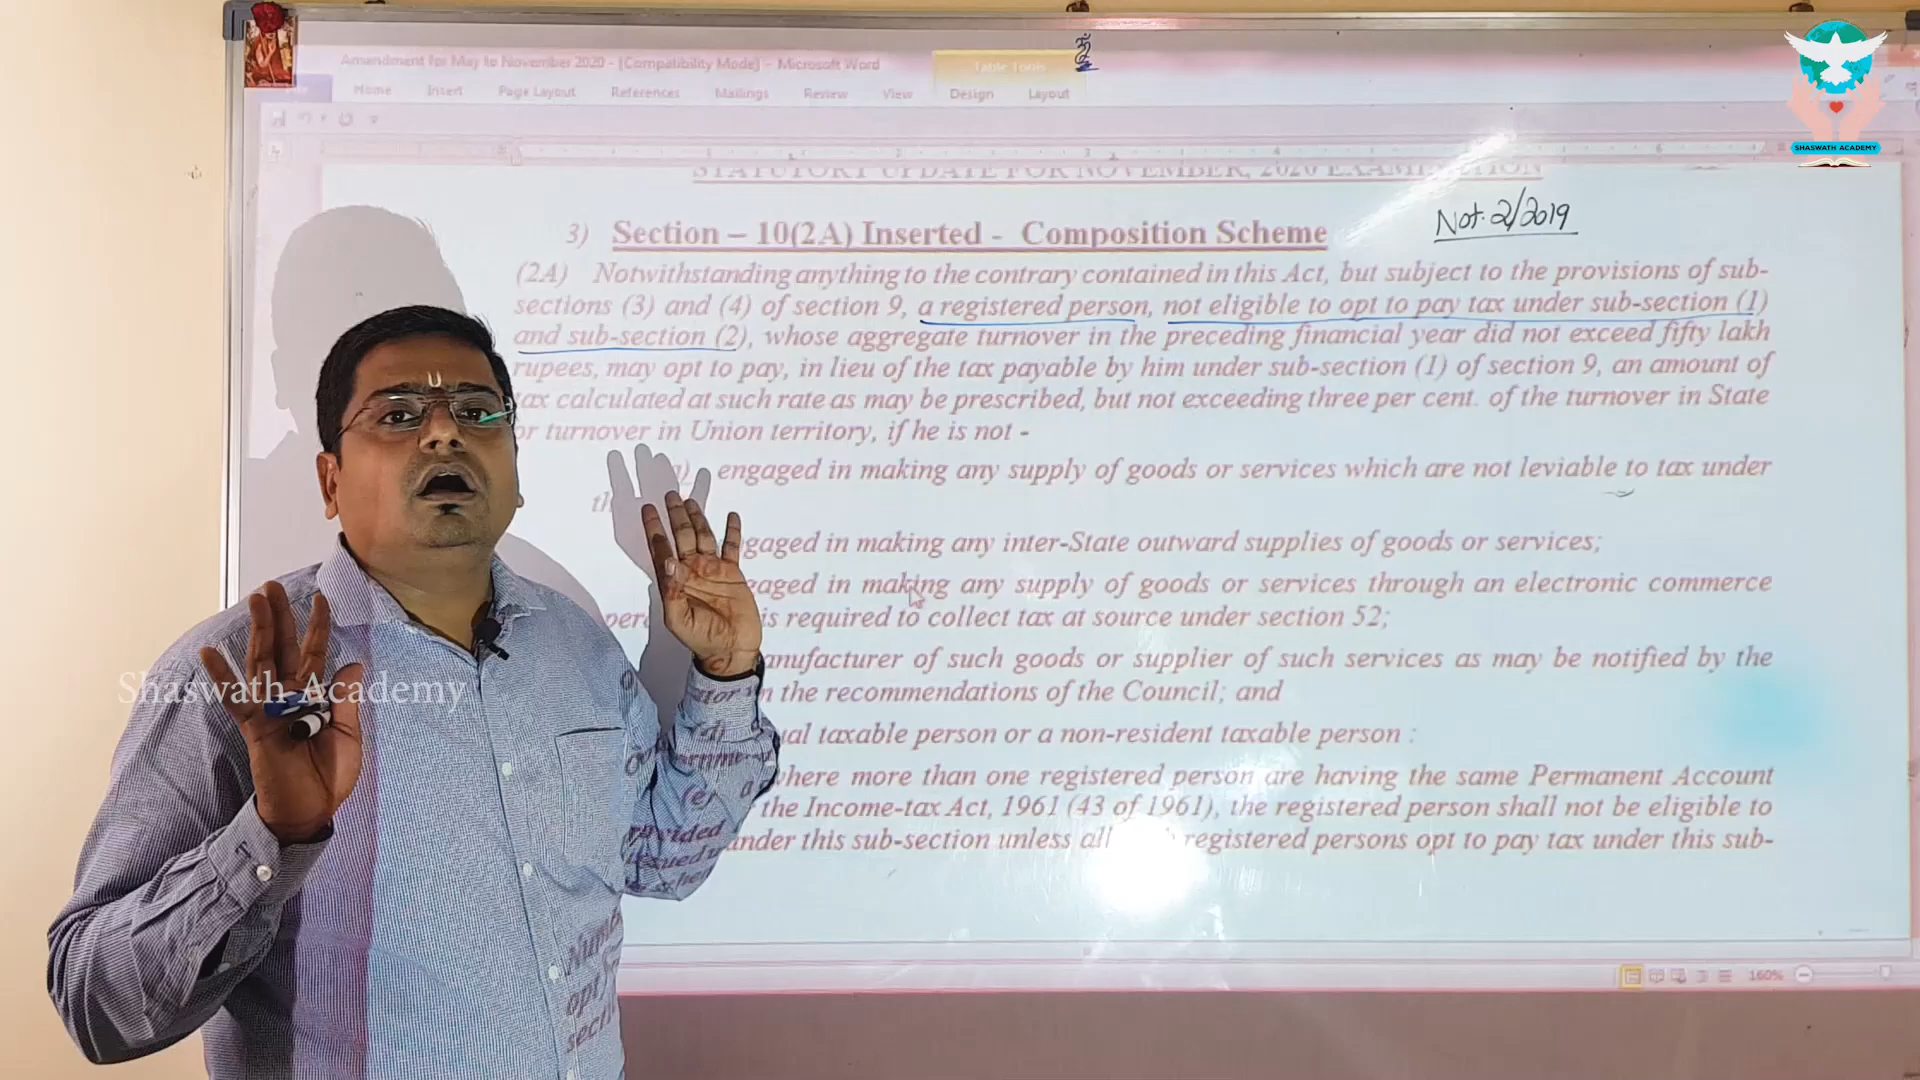 Amendment for May to November 2020 - [Compatibility Mode] - Microsoft Word
Table Tools
Home Insert Page Layout References Mailings Review View Design Layout
SHASWATH ACADEMY
STATUTORY UPDATE FOR NOVEMBER, 2020 EXAMINATION
3) Section – 10(2A) Inserted - Composition Scheme
Not. 2/2019
(2A) Notwithstanding anything to the contrary contained in this Act, but subject to the provisions of sub-
sections (3) and (4) of section 9, a registered person, not eligible to opt to pay tax under sub-section (1)
and sub-section (2), whose aggregate turnover in the preceding financial year did not exceed fifty lakh
rupees, may opt to pay, in lieu of the tax payable by him under sub-section (1) of section 9, an amount of
tax calculated at such rate as may be prescribed, but not exceeding three per cent. of the turnover in State
or turnover in Union territory, if he is not -
engaged in making any supply of goods or services which are not leviable to tax under
gaged in making any inter-State outward supplies of goods or services;
gaged in making any supply of goods or services through an electronic commerce
is required to collect tax at source under section 52;
anufacturer of such goods or supplier of such services as may be notified by the
n the recommendations of the Council; and
ual taxable person or a non-resident taxable person :
where more than one registered person are having the same Permanent Account
the Income-tax Act, 1961 (43 of 1961), the registered person shall not be eligible to
under this sub-section unless all registered persons opt to pay tax under this sub-
Shaswath Academy
160%